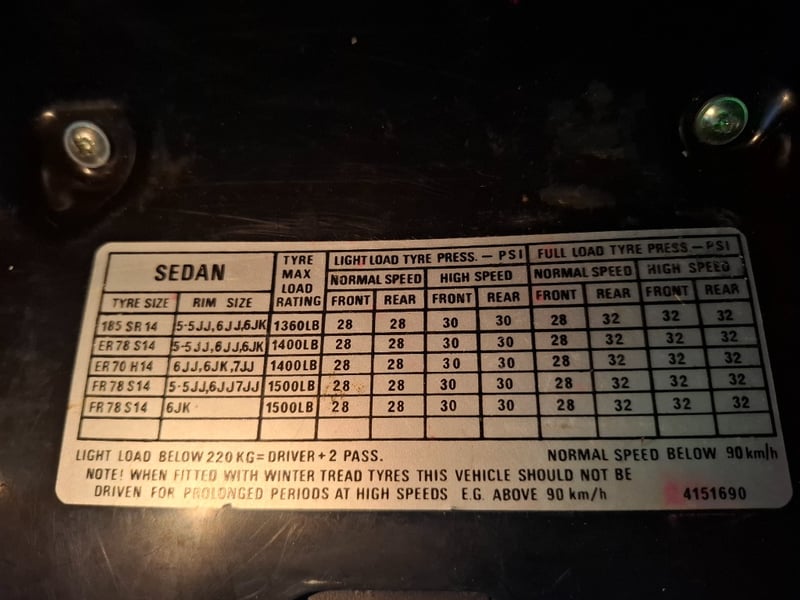 SEDAN TYRE MAX LOAD RATING LIGHT LOAD TYRE PRESS. – PSI FULL LOAD TYRE PRESS – PSI
NORMAL SPEED HIGH SPEED NORMAL SPEED HIGH SPEED
TYRE SIZE RIM SIZE FRONT REAR FRONT REAR FRONT REAR FRONT REAR
185 SR 14 5·5JJ,6JJ,6JK 1360LB 28 28 30 30 28 32 32 32
ER 78 S14 5·5JJ,6JJ,6JK 1400LB 28 28 30 30 28 32 32 32
ER 70 H14 6JJ,6JK,7JJ 1400LB 28 28 30 30 28 32 32 32
FR 78 S14 5·5JJ,6JJ7JJ 1500LB 28 28 30 30 28 32 32 32
FR 78 S14 6JK 1500LB 28 28 30 30 28 32 32 32
LIGHT LOAD BELOW 220 KG = DRIVER + 2 PASS. NORMAL SPEED BELOW 90 km/h
NOTE! WHEN FITTED WITH WINTER TREAD TYRES THIS VEHICLE SHOULD NOT BE
DRIVEN FOR PROLONGED PERIODS AT HIGH SPEEDS E.G. ABOVE 90 km/h 4151690